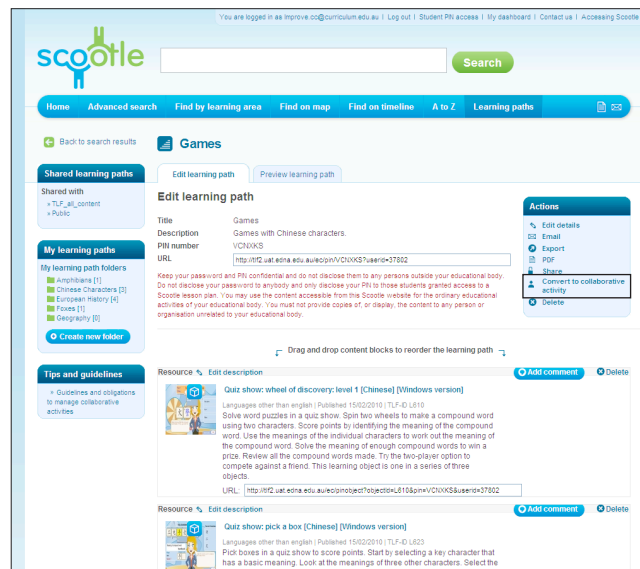 You are logged in as improve.co@curriculum.edu.au | Log out | Student PIN access | My dashboard | Contact us | Accessing Scootle
scootle
Search
Home Advanced search Find by learning area Find on map Find on timeline A to Z Learning paths
Back to search results
Games
Shared learning paths
Shared with
» TLF_all_content
» Public
My learning paths
My learning path folders
Amphibians [1]
Chinese Characters [3]
European History [4]
Foxes [1]
Geography [0]
Create new folder
Tips and guidelines
» Guidelines and obligations
to manage collaborative
activities
Edit learning path Preview learning path
Edit learning path
Title Games
Description Games with Chinese characters.
PIN number VCNXKS
URL http://tlf2.uat.edna.edu.au/ec/pin/VCNXKS?userid=37802
Keep your password and PIN confidential and do not disclose them to any persons outside your educational body.
Do not disclose your password to anybody and only disclose your PIN to those students granted access to a
Scootle lesson plan. You may use the content accessible from this Scootle website for the ordinary educational
activities of your educational body. You must not provide copies of, or display, the content to any person or
organisation unrelated to your educational body.
Actions
Edit details
Email
Export
PDF
Share
Convert to collaborative
activity
Delete
Drag and drop content blocks to reorder the learning path
Resource Edit description Add comment Delete
Quiz show: wheel of discovery: level 1 [Chinese] [Windows version]
Languages other than english | Published 15/02/2010 | TLF-ID L610
Solve word puzzles in a quiz show. Spin two wheels to make a compound word
using two characters. Score points by identifying the meaning of the compound
word. Use the meanings of the individual characters to work out the meaning of
the compound word. Solve the meaning of enough compound words to win a
prize. Review all the compound words made. Try the two-player option to
compete against a friend. This learning object is one in a series of three
objects.
URL: http://tlf2.uat.edna.edu.au/ec/pinobject?objectid=L610&pin=VCNXKS&userid=37802
Resource Edit description Add comment Delete
Quiz show: pick a box [Chinese] [Windows version]
Languages other than english | Published 15/02/2010 | TLF-ID L623
Pick boxes in a quiz show to score points. Start by selecting a key character that
has a basic meaning. Look at the meanings of three other characters. Select the